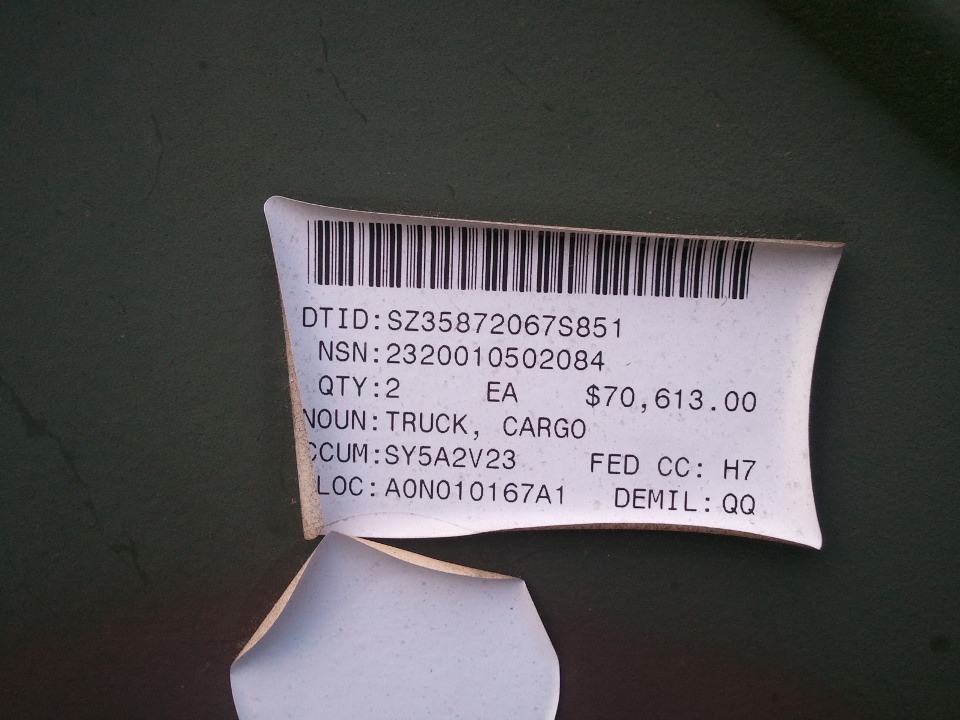 DTID:SZ35872067S851
NSN:2320010502084
QTY:2 EA $70,613.00
NOUN:TRUCK, CARGO
CCUM:SY5A2V23 FED CC: H7
LOC:A0N010167A1 DEMIL:QQ